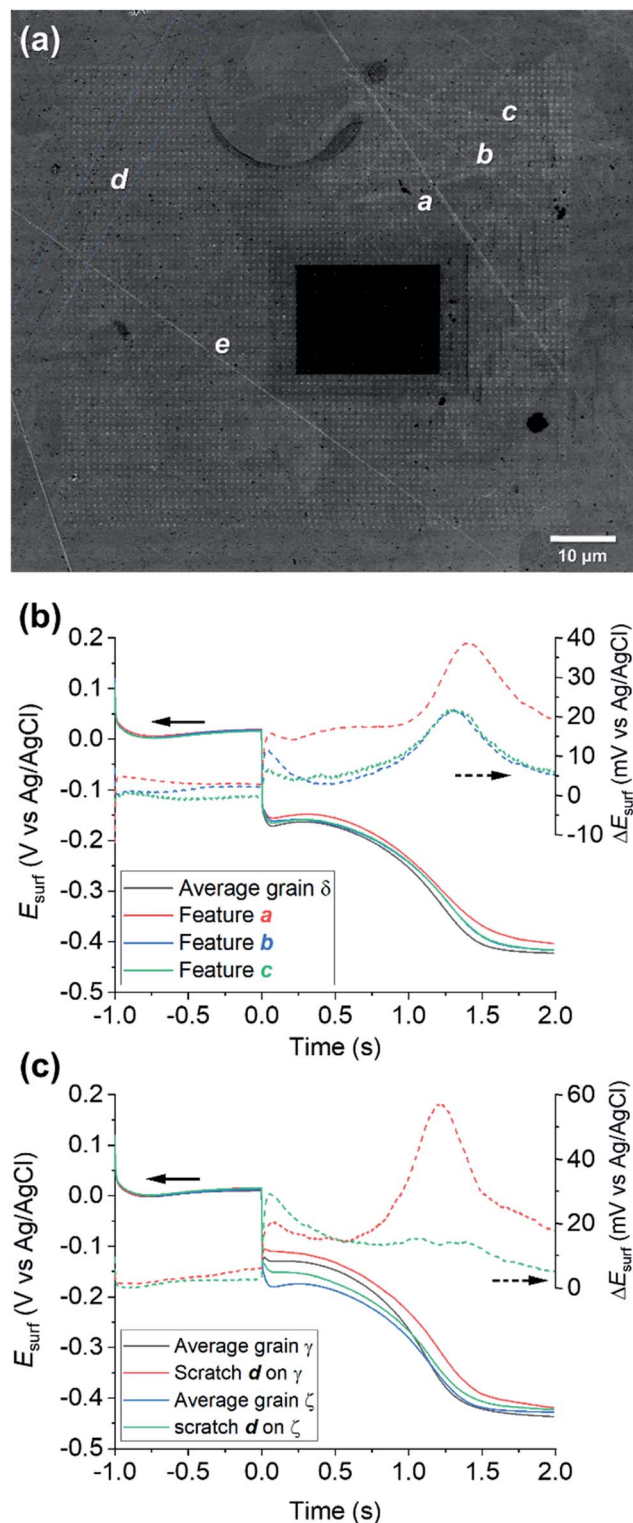 (a)
c
b
d
a
e
10 µm
(b)
0.2
0.1
0.0
-0.1
-0.2
-0.3
-0.4
-0.5
E_surf (V vs Ag/AgCl)
40
30
20
10
0
-10
ΔE_surf (mV vs Ag/AgCl)
Average grain δ
Feature a
Feature b
Feature c
-1.0 -0.5 0.0 0.5 1.0 1.5 2.0
Time (s)
(c)
0.2
0.1
0.0
-0.1
-0.2
-0.3
-0.4
-0.5
E_surf (V vs Ag/AgCl)
60
40
20
0
ΔE_surf (mV vs Ag/AgCl)
Average grain γ
Scratch d on γ
Average grain ζ
scratch d on ζ
-1.0 -0.5 0.0 0.5 1.0 1.5 2.0
Time (s)